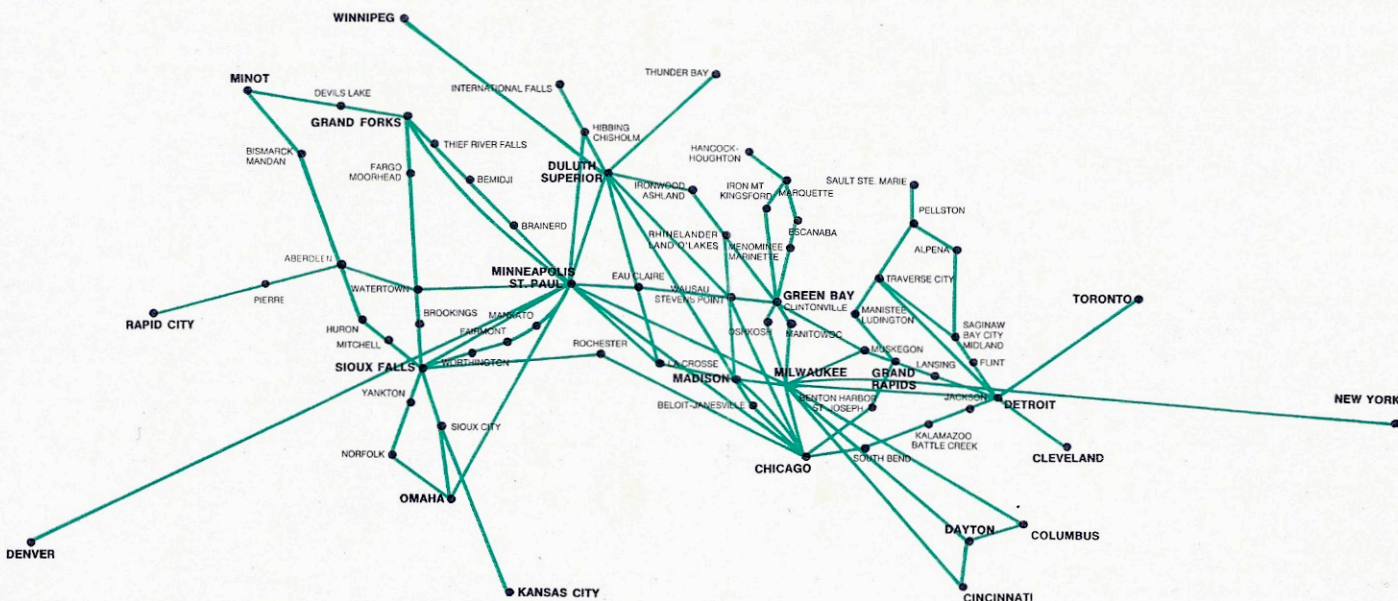 WINNIPEG
THUNDER BAY
MINOT
INTERNATIONAL FALLS
DEVILS LAKE
GRAND FORKS
HIBBING
CHISHOLM
THIEF RIVER FALLS
BISMARCK
MANDAN
HANCOCK-
HOUGHTON
FARGO
MOORHEAD
DULUTH
SUPERIOR
BEMIDJI
IRONWOOD
ASHLAND
IRON MT
KINGSFORD
MARQUETTE
SAULT STE. MARIE
PELLSTON
BRAINERD
RHINELANDER
LAND O'LAKES
ESCANABA
MENOMINEE
MARINETTE
ALPENA
ABERDEEN
MINNEAPOLIS
ST. PAUL
EAU CLAIRE
TRAVERSE CITY
WATERTOWN
WAUSAU
STEVENS POINT
GREEN BAY
CLINTONVILLE
PIERRE
TORONTO
RAPID CITY
BROOKINGS
MANKATO
MANISTEE
LUDINGTON
HURON
FAIRMONT
OSHKOSH
MANITOWOC
SAGINAW
BAY CITY
MIDLAND
MITCHELL
ROCHESTER
MUSKEGON
SIOUX FALLS
WORTHINGTON
LA CROSSE
MADISON
MILWAUKEE
GRAND
RAPIDS
LANSING
FLINT
YANKTON
BELOIT-JANESVILLE
BENTON HARBOR
ST. JOSEPH
JACKSON
DETROIT
NEW YORK
SIOUX CITY
KALAMAZOO
BATTLE CREEK
NORFOLK
CHICAGO
SOUTH BEND
CLEVELAND
OMAHA
DAYTON
COLUMBUS
DENVER
KANSAS CITY
CINCINNATI